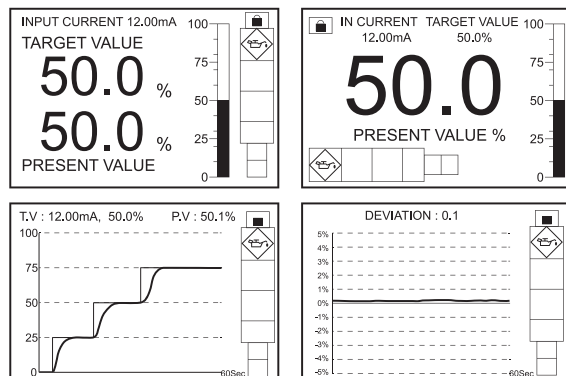 INPUT CURRENT 12.00mA
TARGET VALUE
50.0 %
50.0 %
PRESENT VALUE
100
75
50
25
0
IN CURRENT TARGET VALUE
12.00mA 50.0%
50.0
PRESENT VALUE %
100
75
50
25
0
T.V : 12.00mA, 50.0% P.V : 50.1%
100
75
50
25
0
60Sec
DEVIATION : 0.1
5%
4%
3%
2%
1%
0%
-1%
-2%
-3%
-4%
-5%
60Sec